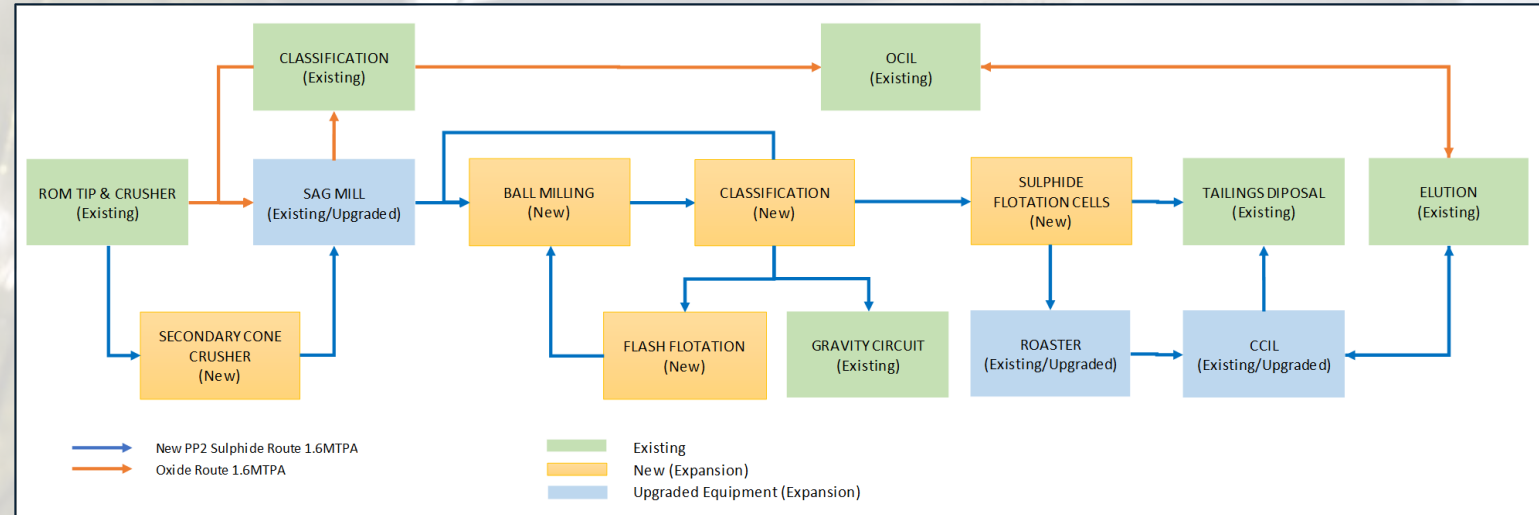 CLASSIFICATION
(Existing)
OCIL
(Existing)
ROM TIP & CRUSHER
(Existing)
SAG MILL
(Existing/Upgraded)
BALL MILLING
(New)
CLASSIFICATION
(New)
SULPHIDE
FLOTATION CELLS
(New)
TAILINGS DIPOSAL
(Existing)
ELUTION
(Existing)
SECONDARY CONE
CRUSHER
(New)
FLASH FLOTATION
(New)
GRAVITY CIRCUIT
(Existing)
ROASTER
(Existing/Upgraded)
CCIL
(Existing/Upgraded)
New PP2 Sulphide Route 1.6MTPA
Oxide Route 1.6MTPA
Existing
New (Expansion)
Upgraded Equipment (Expansion)